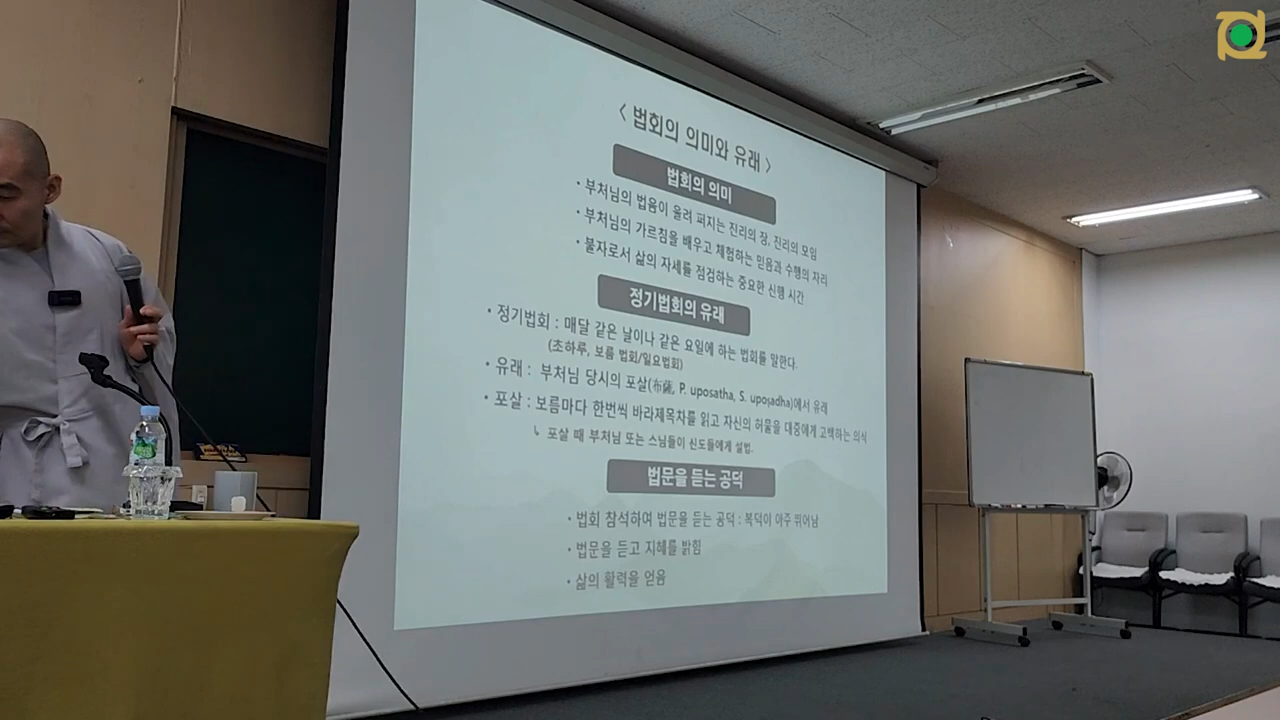 < 법회의 의미와 유래 >
법회의 의미
· 부처님의 법음이 울려 퍼지는 진리의 장, 진리의 모임
· 부처님의 가르침을 배우고 체험하는 믿음과 수행의 자리
· 불자로서 삶의 자세를 점검하는 중요한 신행 시간
정기법회의 유래
· 정기법회 : 매달 같은 날이나 같은 요일에 하는 법회를 말한다.
(초하루, 보름 법회/일요법회)
· 유래 : 부처님 당시의 포살(布薩, P. uposatha, S. upoṣadha)에서 유래
· 포살 : 보름마다 한번씩 바라제목차를 읽고 자신의 허물을 대중에게 고백하는 의식
↳ 포살 때 부처님 또는 스님들이 신도들에게 설법.
법문을 듣는 공덕
· 법회 참석하여 법문을 듣는 공덕 : 복덕이 아주 뛰어남
· 법문을 듣고 지혜를 밝힘
· 삶의 활력을 얻음